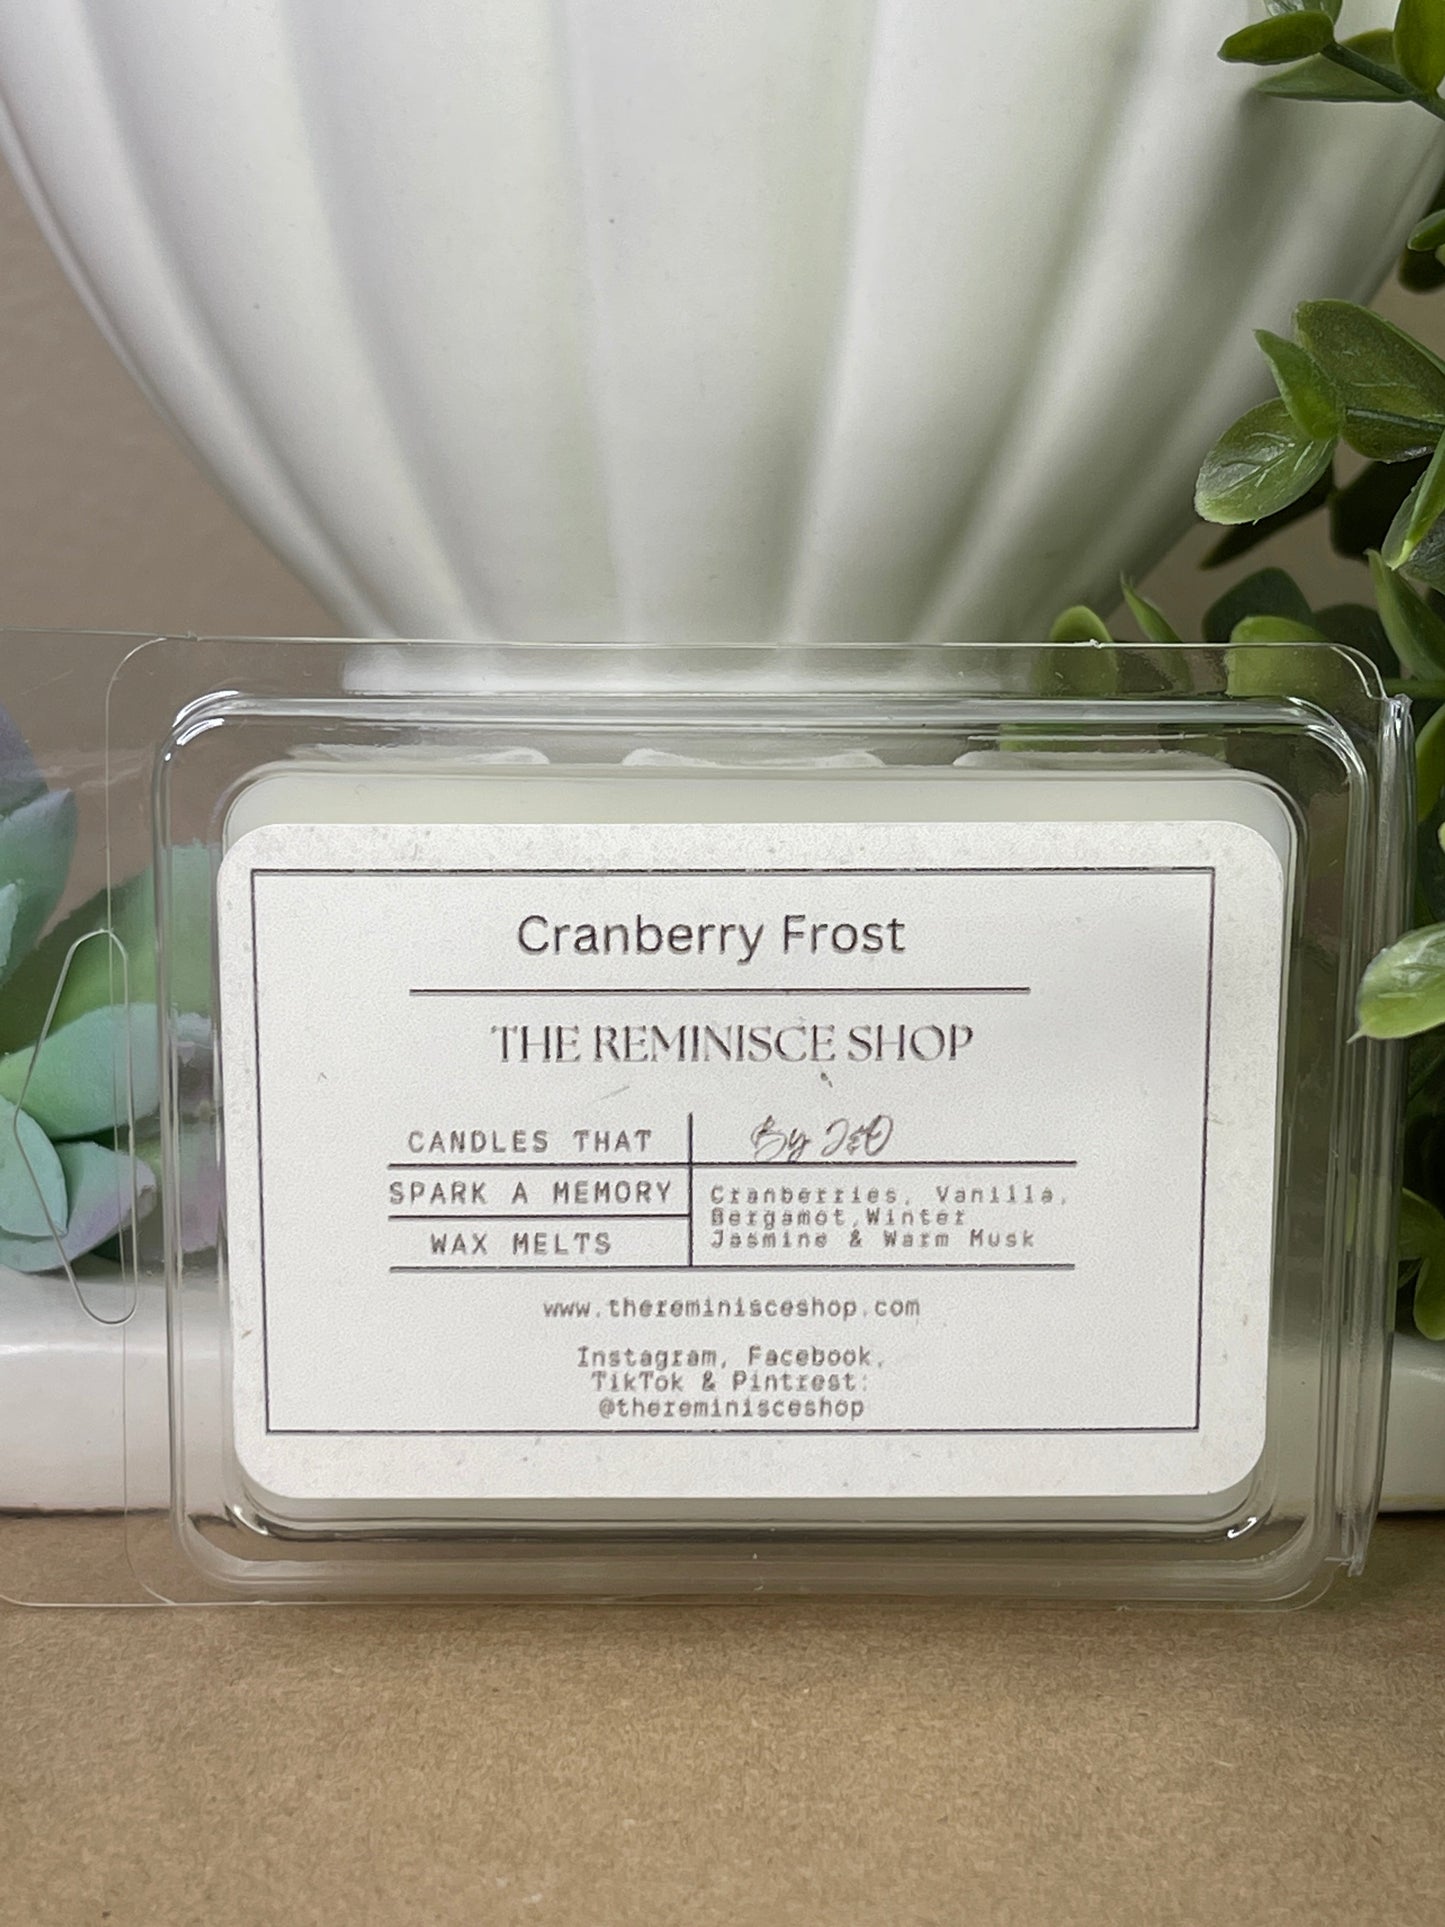 Cranberry Frost
THE REMINISCE SHOP
CANDLES THAT
SPARK A MEMORY
WAX MELTS
By J&O
Cranberries, Vanilla,
Bergamot,Winter
Jasmine & Warm Musk
www.thereminisceshop.com
Instagram, Facebook,
TikTok & Pintrest:
@thereminisceshop